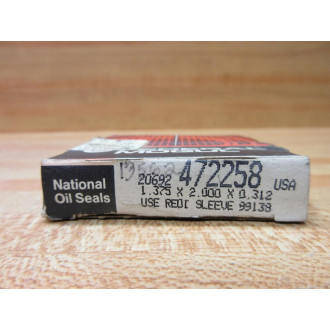 National
Oil Seals
20692 472258 USA
1.375 X 2.000 X 0.312
USE REDI SLEEVE 99138